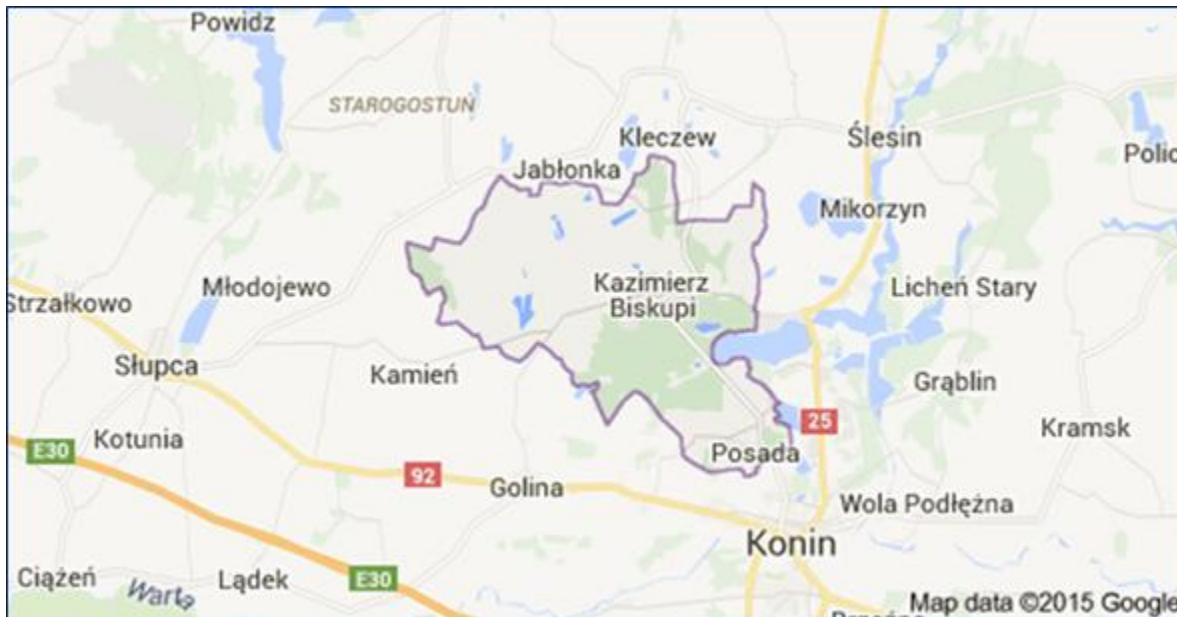 Powidz
STAROGOSTUŃ
Kleczew
Ślesin
Jabłonka
Mikorzyn
Kazimierz
Biskupi
Licheń Stary
Młodojewo
Strzałkowo
Słupca
Kamień
Grąblin
25
Kramsk
Kotunia
E30
Posada
92
Golina
Wola Podłężna
Konin
Ciążeń
Warta
Lądek
E30
Map data ©2015 Google